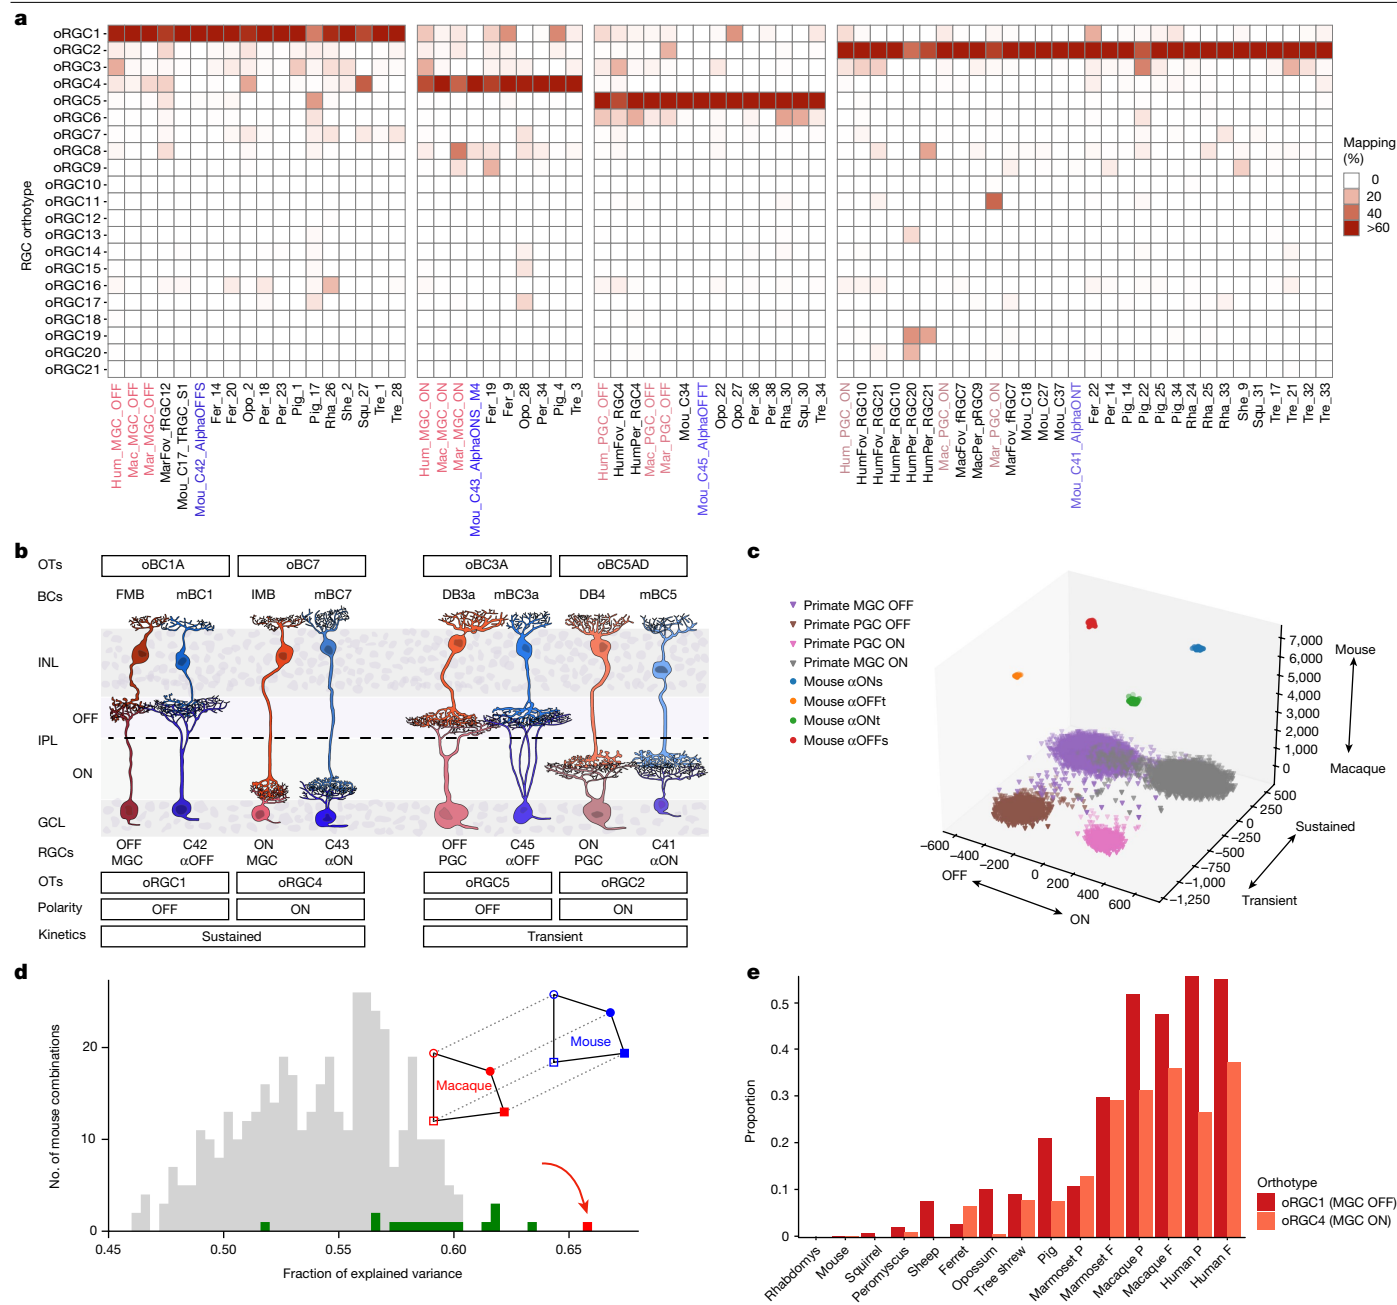 a
oRGC1
oRGC2
oRGC3
oRGC4
oRGC5
oRGC6
oRGC7
oRGC8
oRGC9
oRGC10
oRGC11
oRGC12
oRGC13
oRGC14
oRGC15
oRGC16
oRGC17
oRGC18
oRGC19
oRGC20
oRGC21
RGC orthotype
Mapping
(%)
0
20
40
>60
Hum_MGC_OFF
Mac_MGC_OFF
Mar_MGC_OFF
MarFov_fRGC12
Mou_C17_TRGC_S1
Mou_C42_AlphaOFFS
Fer_14
Fer_20
Opo_2
Per_18
Per_23
Pig_1
Pig_17
Rha_26
She_2
Squ_27
Tre_1
Tre_28
Hum_MGC_ON
Mac_MGC_ON
Mar_MGC_ON
Mou_C43_AlphaONS_M4
Fer_19
Fer_9
Opo_28
Per_34
Pig_4
Tre_3
Hum_PGC_OFF
HumFov_RGC4
HumPer_RGC4
Mac_PGC_OFF
Mar_PGC_OFF
Mou_C34
Mou_C45_AlphaOFFT
Opo_22
Opo_27
Per_36
Per_38
Rha_30
Squ_30
Tre_34
Hum_PGC_ON
HumFov_RGC10
HumFov_RGC21
HumPer_RGC10
HumPer_RGC20
HumPer_RGC21
Mac_PGC_ON
MacFov_fRGC7
MacPer_pRGC9
Mar_PGC_ON
MarFov_fRGC7
Mou_C18
Mou_C27
Mou_C37
Mou_C41_AlphaONT
Fer_22
Per_14
Pig_14
Pig_22
Pig_25
Pig_34
Rha_24
Rha_25
Rha_33
She_9
Squ_31
Tre_17
Tre_21
Tre_32
Tre_33
b
OTs
oBC1A
oBC7
oBC3A
oBC5AD
BCs
FMB
mBC1
IMB
mBC7
DB3a
mBC3a
DB4
mBC5
INL
OFF
IPL
ON
GCL
RGCs
OFF
MGC
C42
αOFF
ON
MGC
C43
αON
OFF
PGC
C45
αOFF
ON
PGC
C41
αON
OTs
oRGC1
oRGC4
oRGC5
oRGC2
Polarity
OFF
ON
OFF
ON
Kinetics
Sustained
Transient
c
Primate MGC OFF
Primate PGC OFF
Primate PGC ON
Primate MGC ON
Mouse αONs
Mouse αOFFt
Mouse αONt
Mouse αOFFs
7,000
6,000
5,000
4,000
3,000
2,000
1,000
0
Mouse
Macaque
500
250
0
−250
−500
−750
−1,000
−1,250
Sustained
Transient
−600
−400
−200
0
200
400
600
OFF
ON
d
No. of mouse combinations
20
10
0
0.45
0.50
0.55
0.60
0.65
Fraction of explained variance
Macaque
Mouse
e
Proportion
0.5
0.4
0.3
0.2
0.1
0
Rhabdomys
Mouse
Squirrel
Peromyscus
Sheep
Ferret
Opossum
Tree shrew
Pig
Marmoset P
Marmoset F
Macaque P
Macaque F
Human P
Human F
Orthotype
oRGC1 (MGC OFF)
oRGC4 (MGC ON)